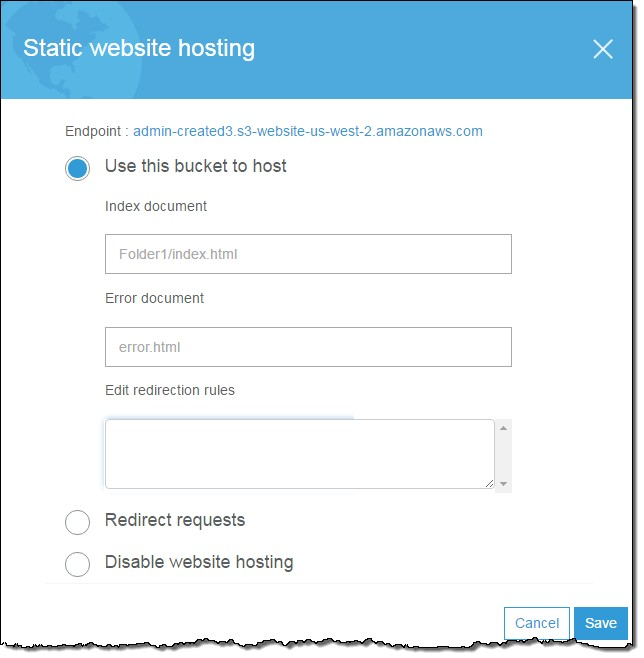 Static website hosting
Endpoint : admin-created3.s3-website-us-west-2.amazonaws.com
Use this bucket to host
Index document
Folder1/index.html
Error document
error.html
Edit redirection rules
Redirect requests
Disable website hosting
Cancel Save